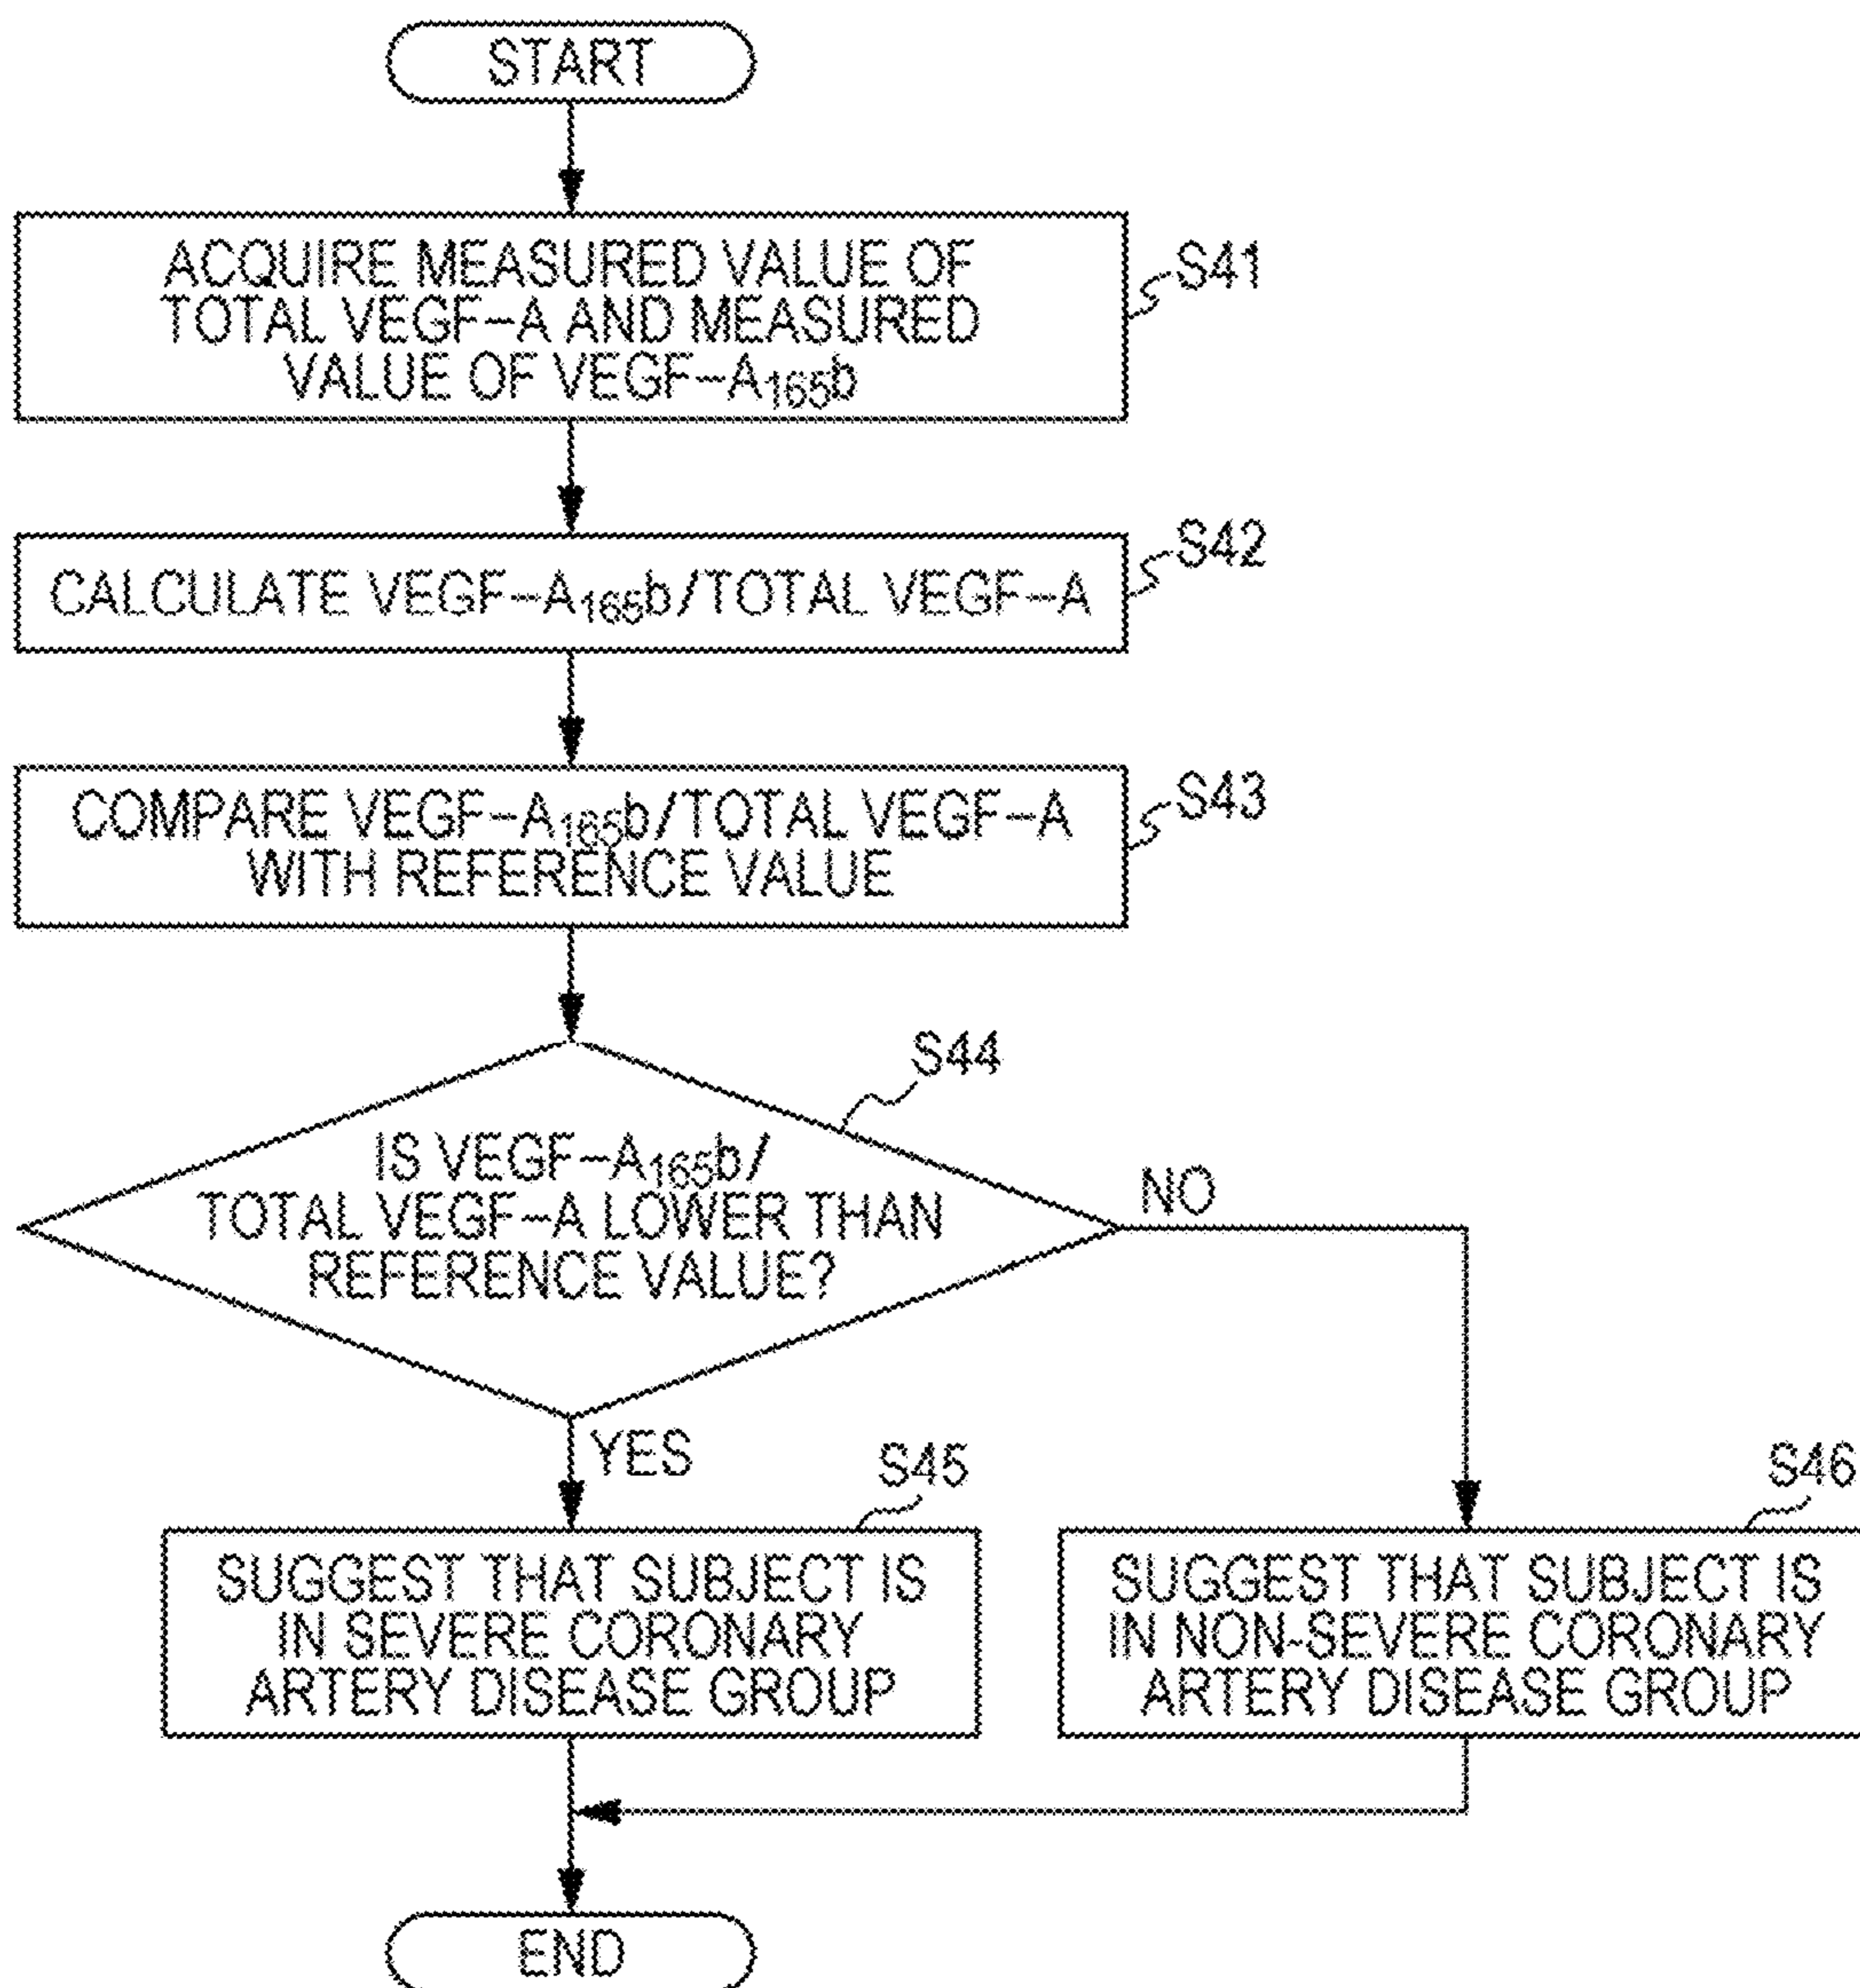 START
ACQUIRE MEASURED VALUE OF
TOTAL VEGF-A AND MEASURED
VALUE OF VEGF-A165b
S41
CALCULATE VEGF-A165b/TOTAL VEGF-A
S42
COMPARE VEGF-A165b/TOTAL VEGF-A
WITH REFERENCE VALUE
S43
S44
IS VEGF-A165b/
TOTAL VEGF-A LOWER THAN
REFERENCE VALUE?
NO
YES
S45
SUGGEST THAT SUBJECT IS
IN SEVERE CORONARY
ARTERY DISEASE GROUP
S46
SUGGEST THAT SUBJECT IS
IN NON-SEVERE CORONARY
ARTERY DISEASE GROUP
END